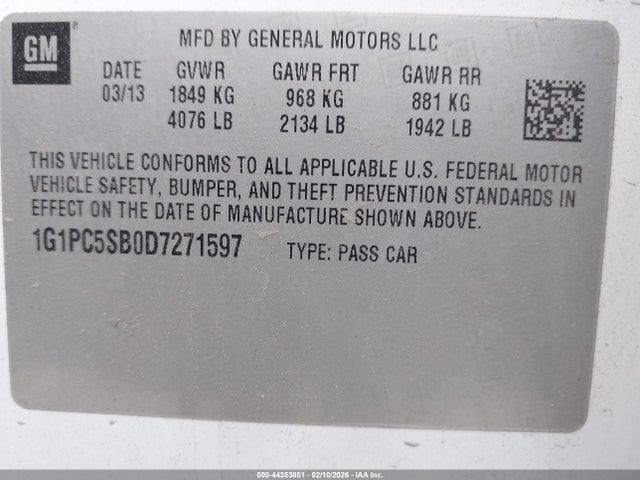 GM
MFD BY GENERAL MOTORS LLC
DATE GVWR GAWR FRT GAWR RR
03/13 1849 KG 968 KG 881 KG
4076 LB 2134 LB 1942 LB
THIS VEHICLE CONFORMS TO ALL APPLICABLE U.S. FEDERAL MOTOR
VEHICLE SAFETY, BUMPER, AND THEFT PREVENTION STANDARDS IN
EFFECT ON THE DATE OF MANUFACTURE SHOWN ABOVE.
1G1PC5SB0D7271597 TYPE: PASS CAR
000-44353851 - 02/10/2026 - IAAI.com